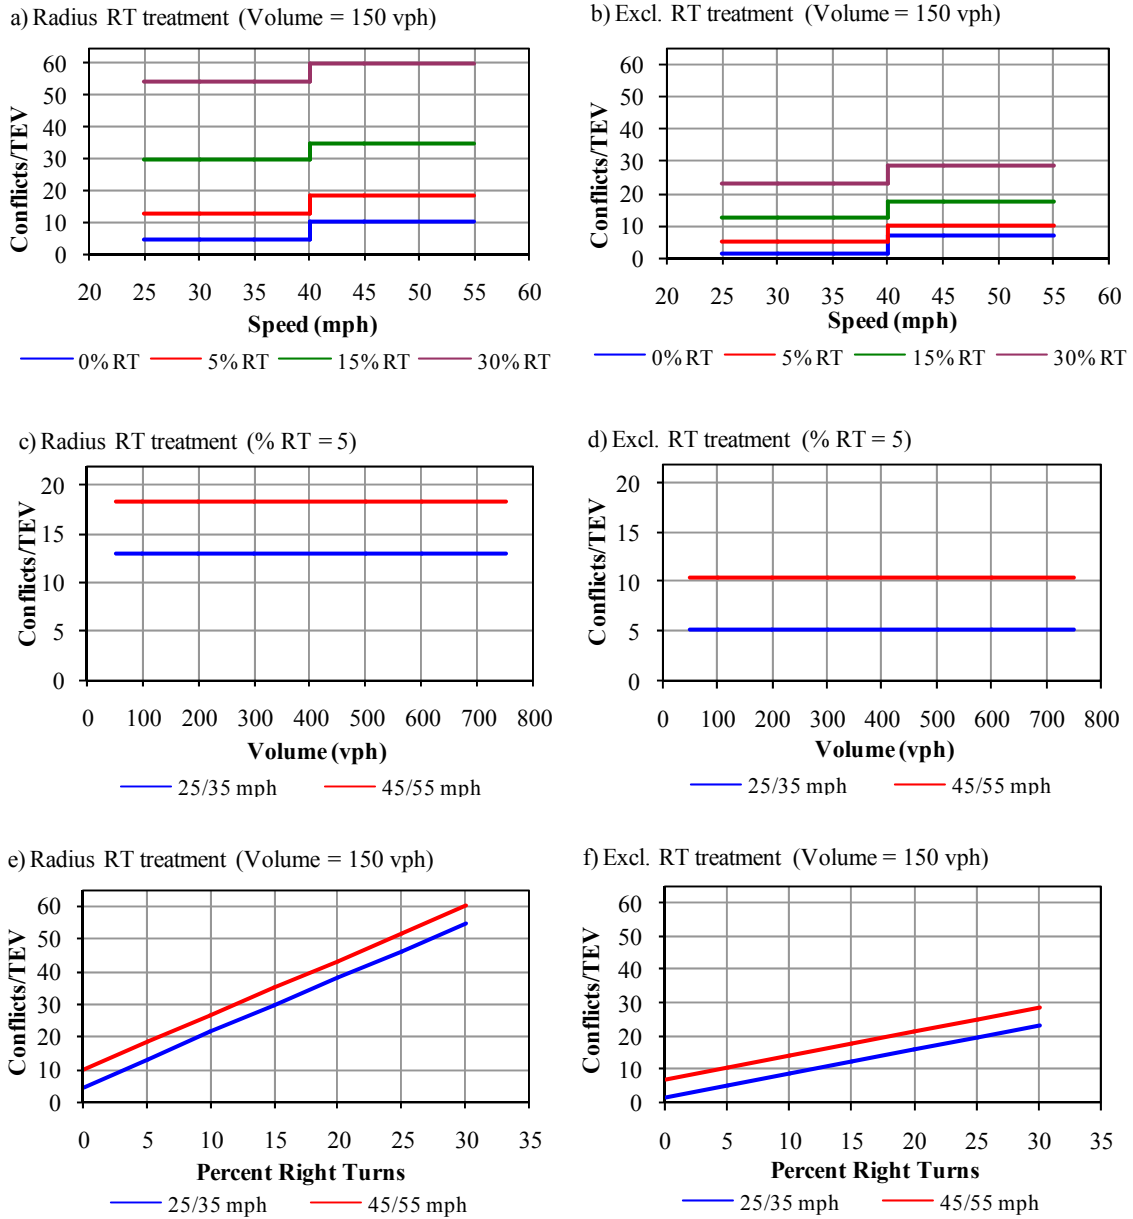 a) Radius RT treatment (Volume = 150 vph)
Conflicts/TEV
60
50
40
30
20
10
0
20 25 30 35 40 45 50 55 60
Speed (mph)
0% RT 5% RT 15% RT 30% RT
b) Excl. RT treatment (Volume = 150 vph)
Conflicts/TEV
60
50
40
30
20
10
0
20 25 30 35 40 45 50 55 60
Speed (mph)
0% RT 5% RT 15% RT 30% RT
c) Radius RT treatment (% RT = 5)
Conflicts/TEV
20
15
10
5
0
0 100 200 300 400 500 600 700 800
Volume (vph)
25/35 mph 45/55 mph
d) Excl. RT treatment (% RT = 5)
Conflicts/TEV
20
15
10
5
0
0 100 200 300 400 500 600 700 800
Volume (vph)
25/35 mph 45/55 mph
e) Radius RT treatment (Volume = 150 vph)
Conflicts/TEV
60
50
40
30
20
10
0
0 5 10 15 20 25 30 35
Percent Right Turns
25/35 mph 45/55 mph
f) Excl. RT treatment (Volume = 150 vph)
Conflicts/TEV
60
50
40
30
20
10
0
0 5 10 15 20 25 30 35
Percent Right Turns
25/35 mph 45/55 mph